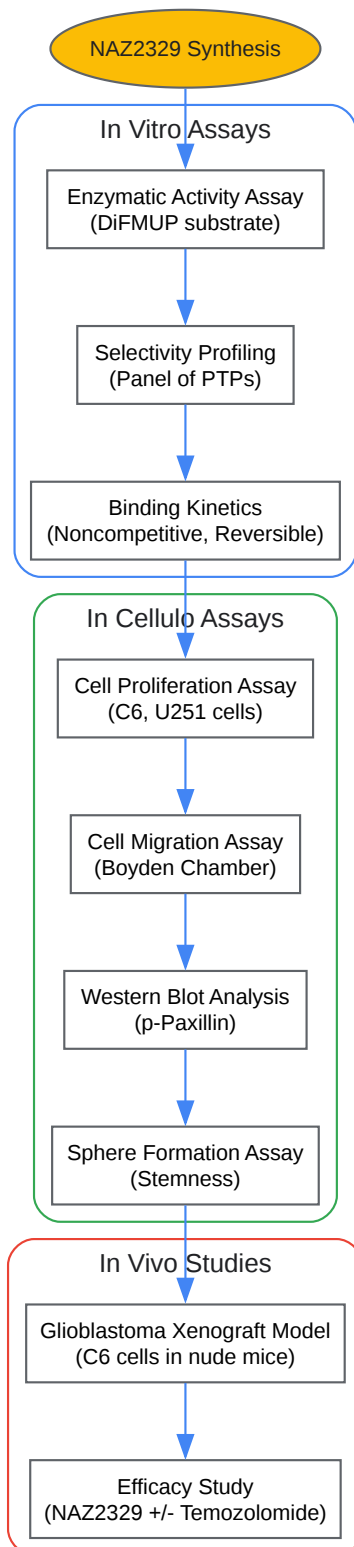 NAZ2329 Synthesis
In Vitro Assays
Enzymatic Activity Assay
(DiFMUP substrate)
Selectivity Profiling
(Panel of PTPs)
Binding Kinetics
(Noncompetitive, Reversible)
In Cellulo Assays
Cell Proliferation Assay
(C6, U251 cells)
Cell Migration Assay
(Boyden Chamber)
Western Blot Analysis
(p-Paxillin)
Sphere Formation Assay
(Stemness)
In Vivo Studies
Glioblastoma Xenograft Model
(C6 cells in nude mice)
Efficacy Study
(NAZ2329 +/- Temozolomide)